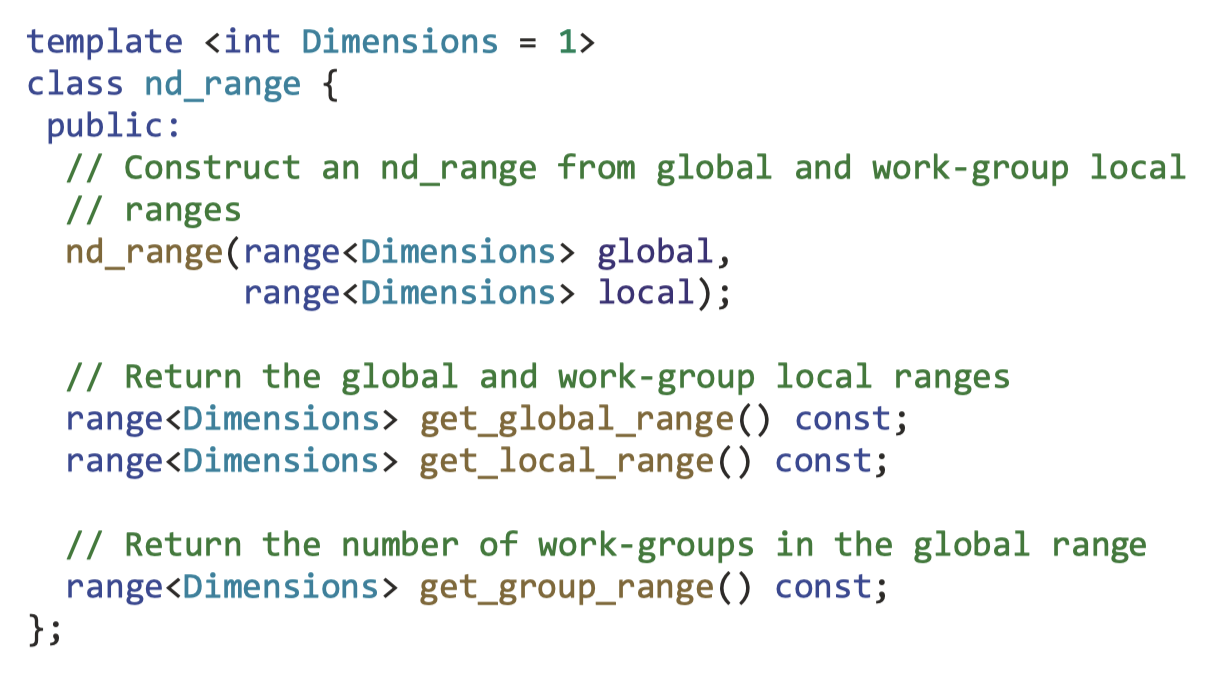 template <int Dimensions = 1>
class nd_range {
 public:
  // Construct an nd_range from global and work-group local
  // ranges
  nd_range(range<Dimensions> global,
           range<Dimensions> local);

  // Return the global and work-group local ranges
  range<Dimensions> get_global_range() const;
  range<Dimensions> get_local_range() const;

  // Return the number of work-groups in the global range
  range<Dimensions> get_group_range() const;
};